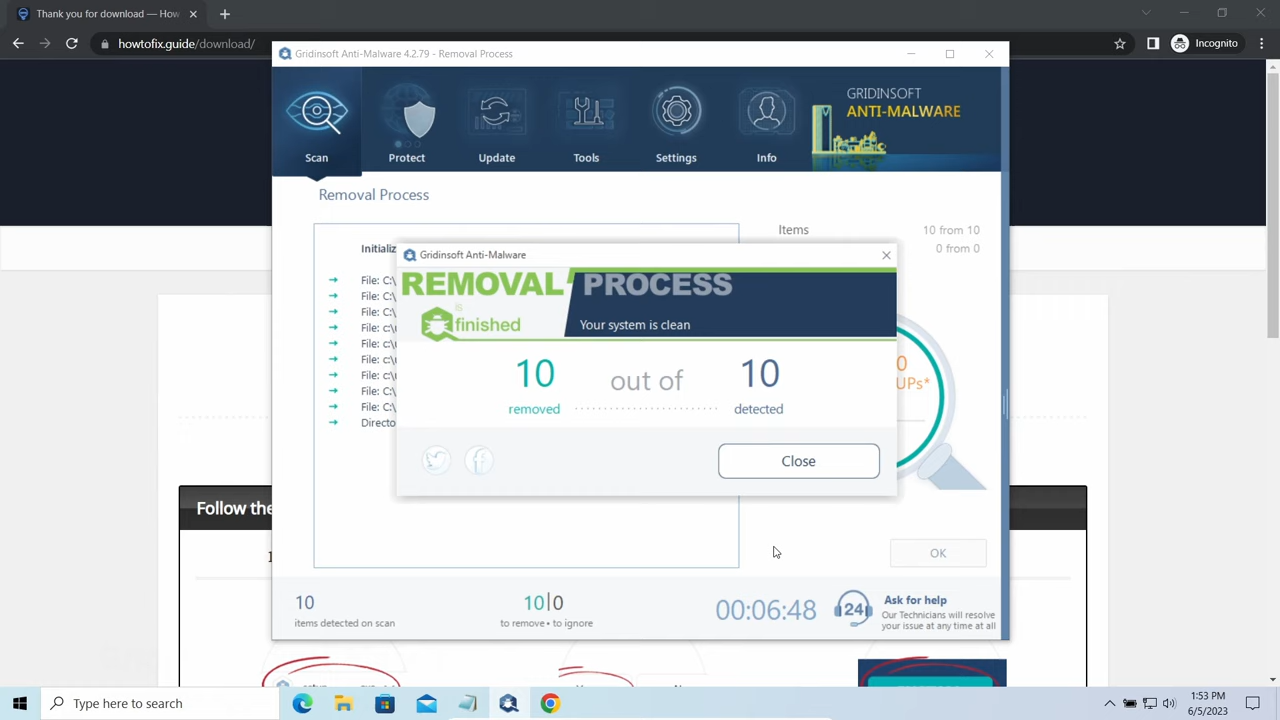 Thank you for download — How
howtofix.guide/download/
Incognito
Gridinsoft Anti-Malware 4.2.79 - Removal Process
GRIDINSOFT
ANTI-MALWARE
Scan
Protect
Update
Tools
Settings
Info
Removal Process
Items
10 from 10
0 from 0
Initializ
File: C:\
File: C:\
File: C:\
File: c:\
File: c:\
File: c:\
File: c:\
File: C:\
File: C:\
Directo
Gridinsoft Anti-Malware
REMOVAL PROCESS
IS
finished
Your system is clean
10 out of 10
removed
detected
Close
0
UPs*
OK
Follow the
1
10
items detected on scan
10|0
to remove • to ignore
00:06:48
24
Ask for help
Our Technicians will resolve
your issue at any time at all
Type here to search
1:53 PM
6/5/2023